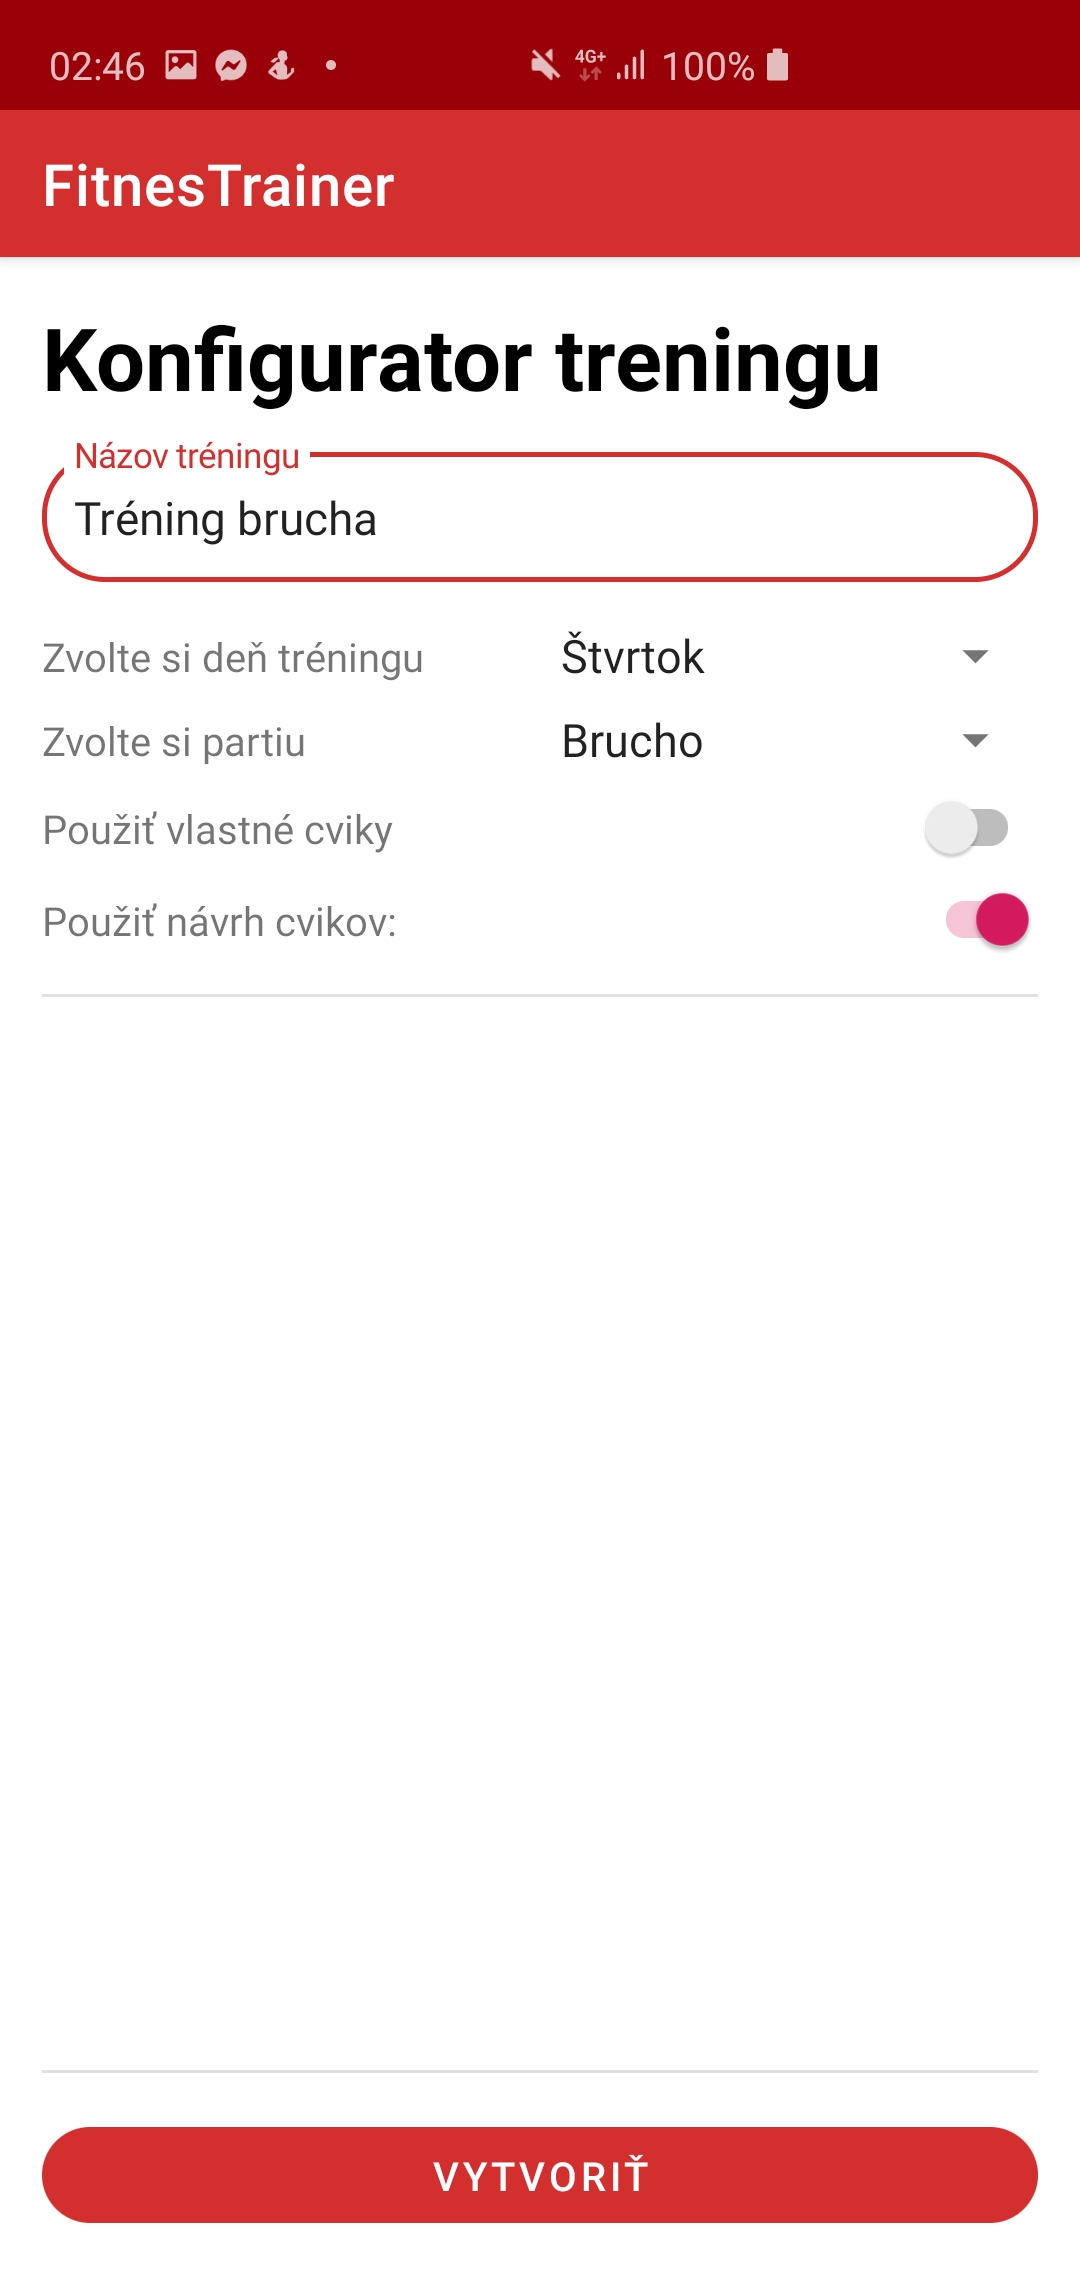 02:46 4G+ 100%
FitnesTrainer
Konfigurator treningu
Názov tréningu
Tréning brucha
Zvolte si deň tréningu Štvrtok
Zvolte si partiu Brucho
Použiť vlastné cviky
Použiť návrh cvikov:
VYTVORIŤ